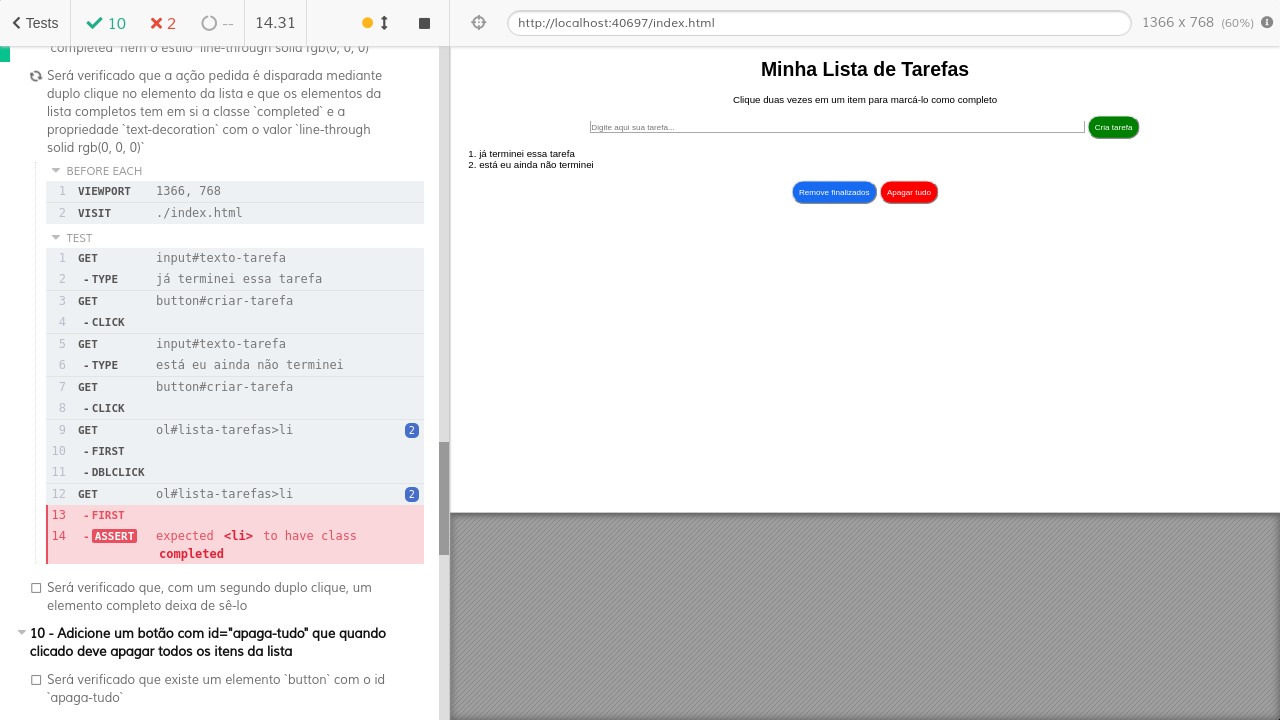 Tests
10
2
--
14.31
http://localhost:40697/index.html
1366 x 768 (60%)
`completed` nem o estilo `line-through solid rgb(0, 0, 0)`
Será verificado que a ação pedida é disparada mediante
duplo clique no elemento da lista e que os elementos da
lista completos tem em si a classe `completed` e a
propriedade `text-decoration` com o valor `line-through
solid rgb(0, 0, 0)`
BEFORE EACH
1 VIEWPORT 1366, 768
2 VISIT ./index.html
TEST
1 GET input#texto-tarefa
2 -TYPE já terminei essa tarefa
3 GET button#criar-tarefa
4 -CLICK
5 GET input#texto-tarefa
6 -TYPE está eu ainda não terminei
7 GET button#criar-tarefa
8 -CLICK
9 GET ol#lista-tarefas>li 2
10 -FIRST
11 -DBLCLICK
12 GET ol#lista-tarefas>li 2
13 -FIRST
14 -ASSERT expected <li> to have class
completed
Será verificado que, com um segundo duplo clique, um
elemento completo deixa de sê-lo
10 - Adicione um botão com id="apaga-tudo" que quando
clicado deve apagar todos os itens da lista
Será verificado que existe um elemento `button` com o id
`apaga-tudo`
Minha Lista de Tarefas
Clique duas vezes em um item para marcá-lo como completo
Digite aqui sua tarefa...
Cria tarefa
1. já terminei essa tarefa
2. está eu ainda não terminei
Remove finalizados
Apagar tudo